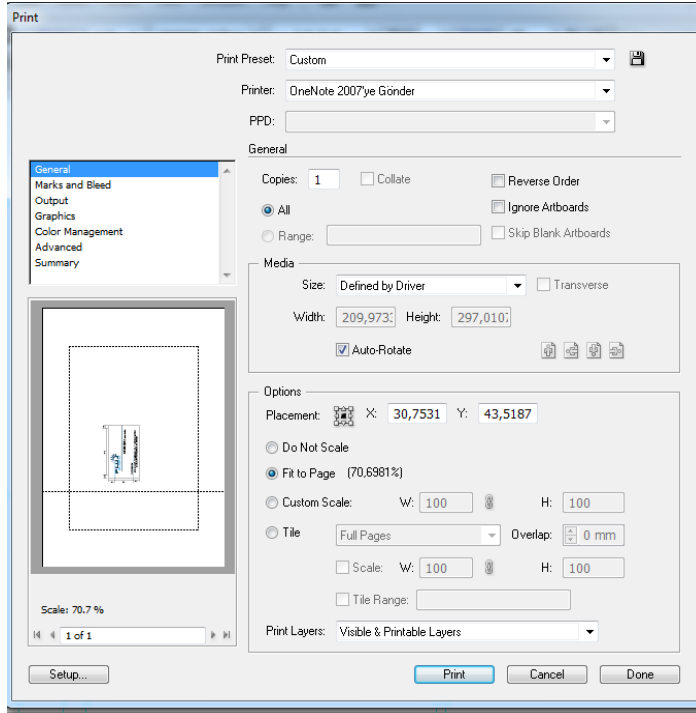 Print
Print Preset: Custom
Printer: OneNote 2007'ye Gönder
PPD:
General
Marks and Bleed
Output
Graphics
Color Management
Advanced
Summary
General
Copies: 1 Collate Reverse Order
All Ignore Artboards
Range: Skip Blank Artboards
Media
Size: Defined by Driver Transverse
Width: 209,973 Height: 297,010
Auto-Rotate
Options
Placement: X: 30,7531 Y: 43,5187
Do Not Scale
Fit to Page (70,6981%)
Custom Scale: W: 100 H: 100
Tile Full Pages Overlap: 0 mm
Scale: W: 100 H: 100
Tile Range:
Print Layers: Visible & Printable Layers
Scale: 70.7 %
1 of 1
Setup... Print Cancel Done